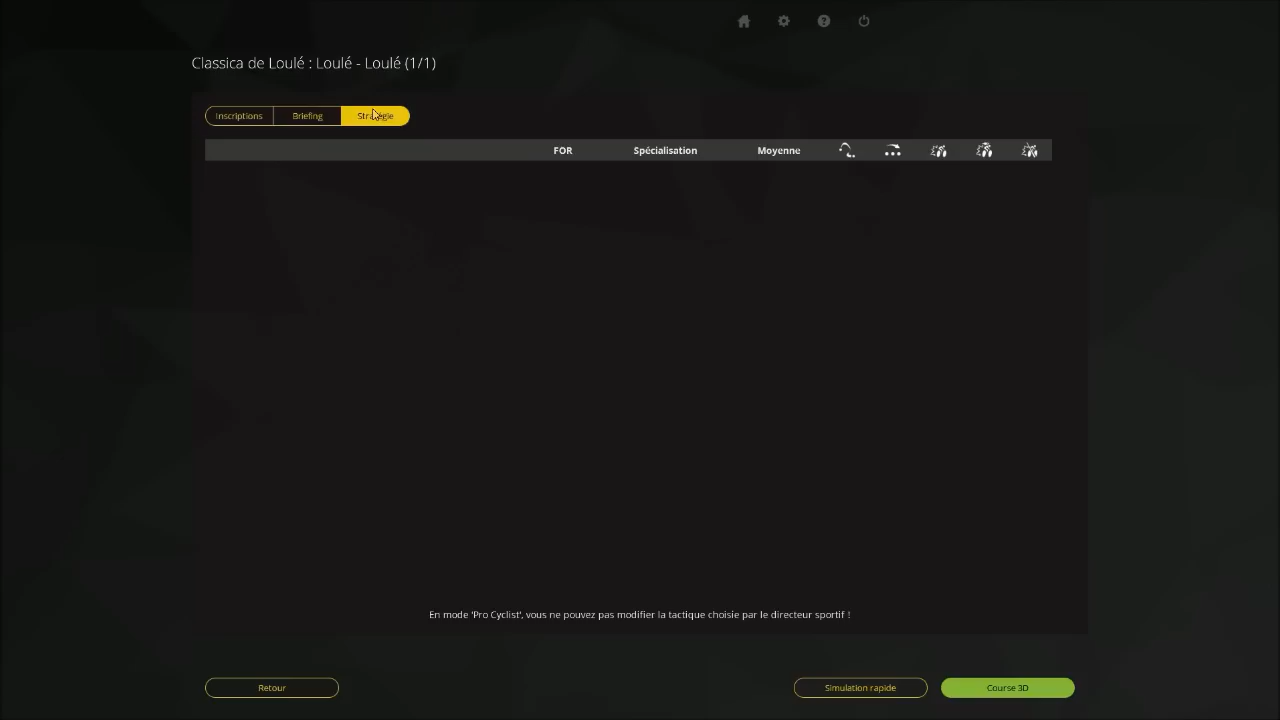 Classica de Loulé : Loulé - Loulé (1/1)
Inscriptions Briefing Stratégie
FOR Spécialisation Moyenne
En mode 'Pro Cyclist', vous ne pouvez pas modifier la tactique choisie par le directeur sportif !
Retour Simulation rapide Course 3D